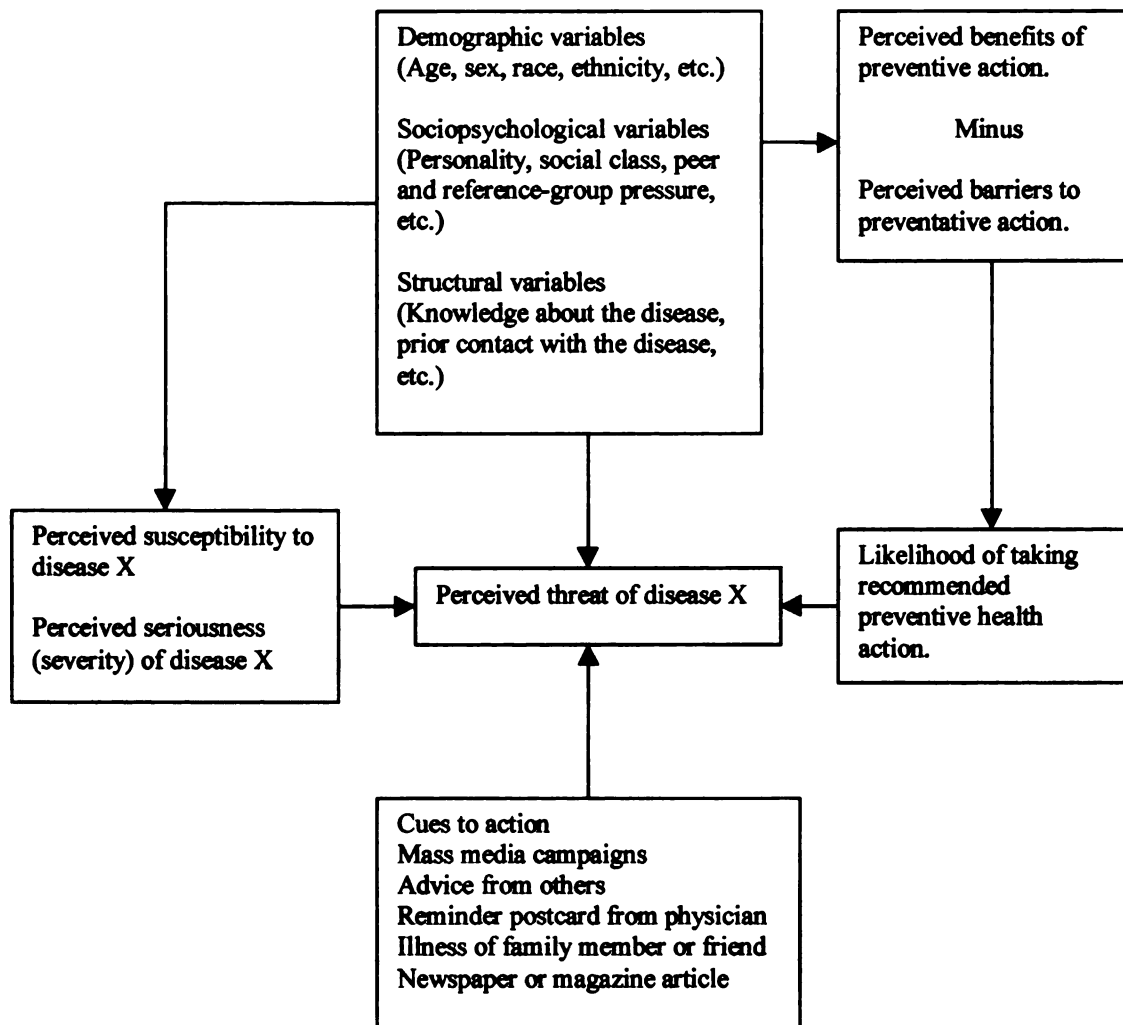 Demographic variables
(Age, sex, race, ethnicity, etc.)
Sociopsychological variables
(Personality, social class, peer
and reference-group pressure,
etc.)
Structural variables
(Knowledge about the disease,
prior contact with the disease,
etc.)
Perceived benefits of
preventive action.
Minus
Perceived barriers to
preventative action.
Perceived susceptibility to
disease X
Perceived seriousness
(severity) of disease X
Perceived threat of disease X
Likelihood of taking
recommended
preventive health
action.
Cues to action
Mass media campaigns
Advice from others
Reminder postcard from physician
Illness of family member or friend
Newspaper or magazine article